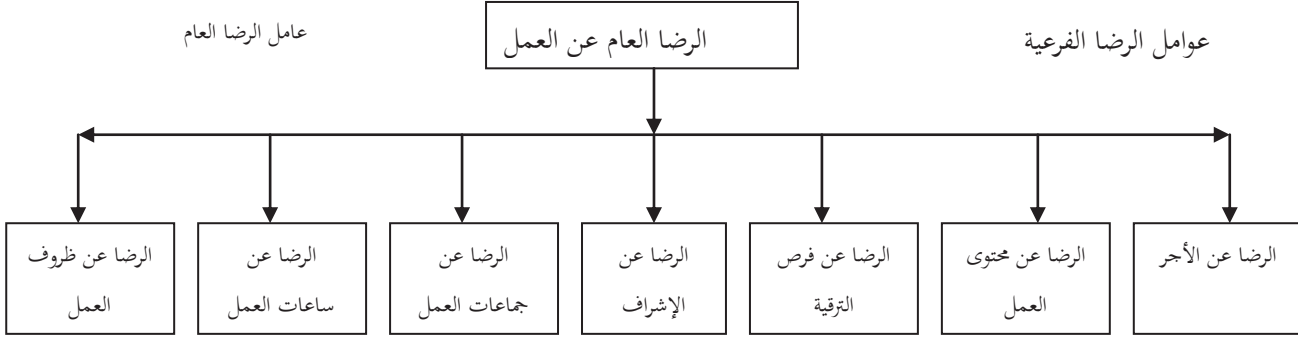 عوامل الرضا الفرعية
الرضا العام عن العمل
عامل الرضا العام
الرضا عن الأجر
الرضا عن محتوى
العمل
الرضا عن فرص
الترقية
الرضا عن
الإشراف
الرضا عن
جماعات العمل
الرضا عن
ساعات العمل
الرضا عن ظروف
العمل